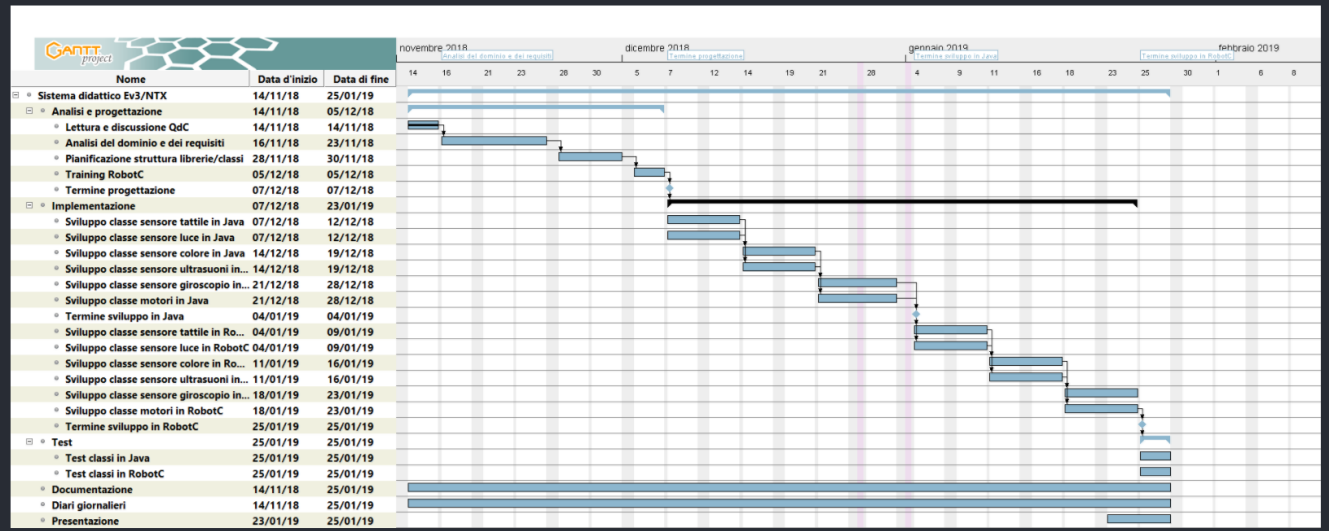 GANTT
project
novembre 2018 dicembre 2018 gennaio 2019 febbraio 2019
Analisi del dominio e dei requisiti Termine progettazione Termine sviluppo in Java Termine sviluppo in RobotC
Nome Data d'inizio Data di fine 14 16 21 23 28 30 5 7 12 14 19 21 28 4 9 11 16 18 23 25 30 1 6 8
Sistema didattico Ev3/NTX 14/11/18 25/01/19
Analisi e progettazione 14/11/18 05/12/18
Lettura e discussione QdC 14/11/18 14/11/18
Analisi del dominio e dei requisiti 16/11/18 23/11/18
Pianificazione struttura librerie/classi 28/11/18 30/11/18
Training RobotC 05/12/18 05/12/18
Termine progettazione 07/12/18 07/12/18
Implementazione 07/12/18 23/01/19
Sviluppo classe sensore tattile in Java 07/12/18 12/12/18
Sviluppo classe sensore luce in Java 07/12/18 12/12/18
Sviluppo classe sensore colore in Java 14/12/18 19/12/18
Sviluppo classe sensore ultrasuoni in... 14/12/18 19/12/18
Sviluppo classe sensore giroscopio in... 21/12/18 28/12/18
Sviluppo classe motori in Java 21/12/18 28/12/18
Termine sviluppo in Java 04/01/19 04/01/19
Sviluppo classe sensore tattile in Ro... 04/01/19 09/01/19
Sviluppo classe sensore luce in RobotC 04/01/19 09/01/19
Sviluppo classe sensore colore in Ro... 11/01/19 16/01/19
Sviluppo classe sensore ultrasuoni in... 11/01/19 16/01/19
Sviluppo classe sensore giroscopio in... 18/01/19 23/01/19
Sviluppo classe motori in RobotC 18/01/19 23/01/19
Termine sviluppo in RobotC 25/01/19 25/01/19
Test 25/01/19 25/01/19
Test classi in Java 25/01/19 25/01/19
Test classi in RobotC 25/01/19 25/01/19
Documentazione 14/11/18 25/01/19
Diari giornalieri 14/11/18 25/01/19
Presentazione 23/01/19 25/01/19